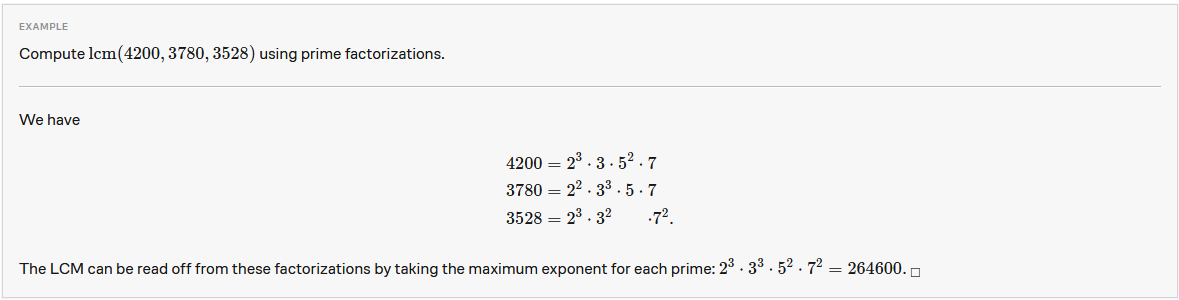 EXAMPLE
Compute lcm(4200, 3780, 3528) using prime factorizations.
We have
4200 = 2³ · 3 · 5² · 7
3780 = 2² · 3³ · 5 · 7
3528 = 2³ · 3² ·7².
The LCM can be read off from these factorizations by taking the maximum exponent for each prime: 2³ · 3³ · 5² · 7² = 264600. □